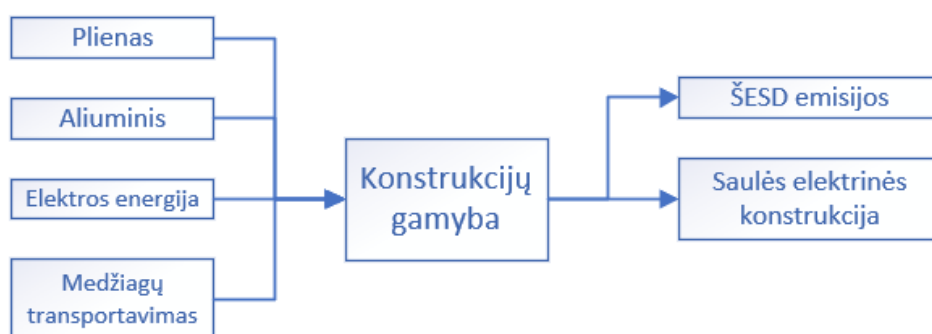 Plienas
Aliuminis
Elektros energija
Medžiagų
transportavimas
Konstrukcijų
gamyba
ŠESD emisijos
Saulės elektrinės
konstrukcija